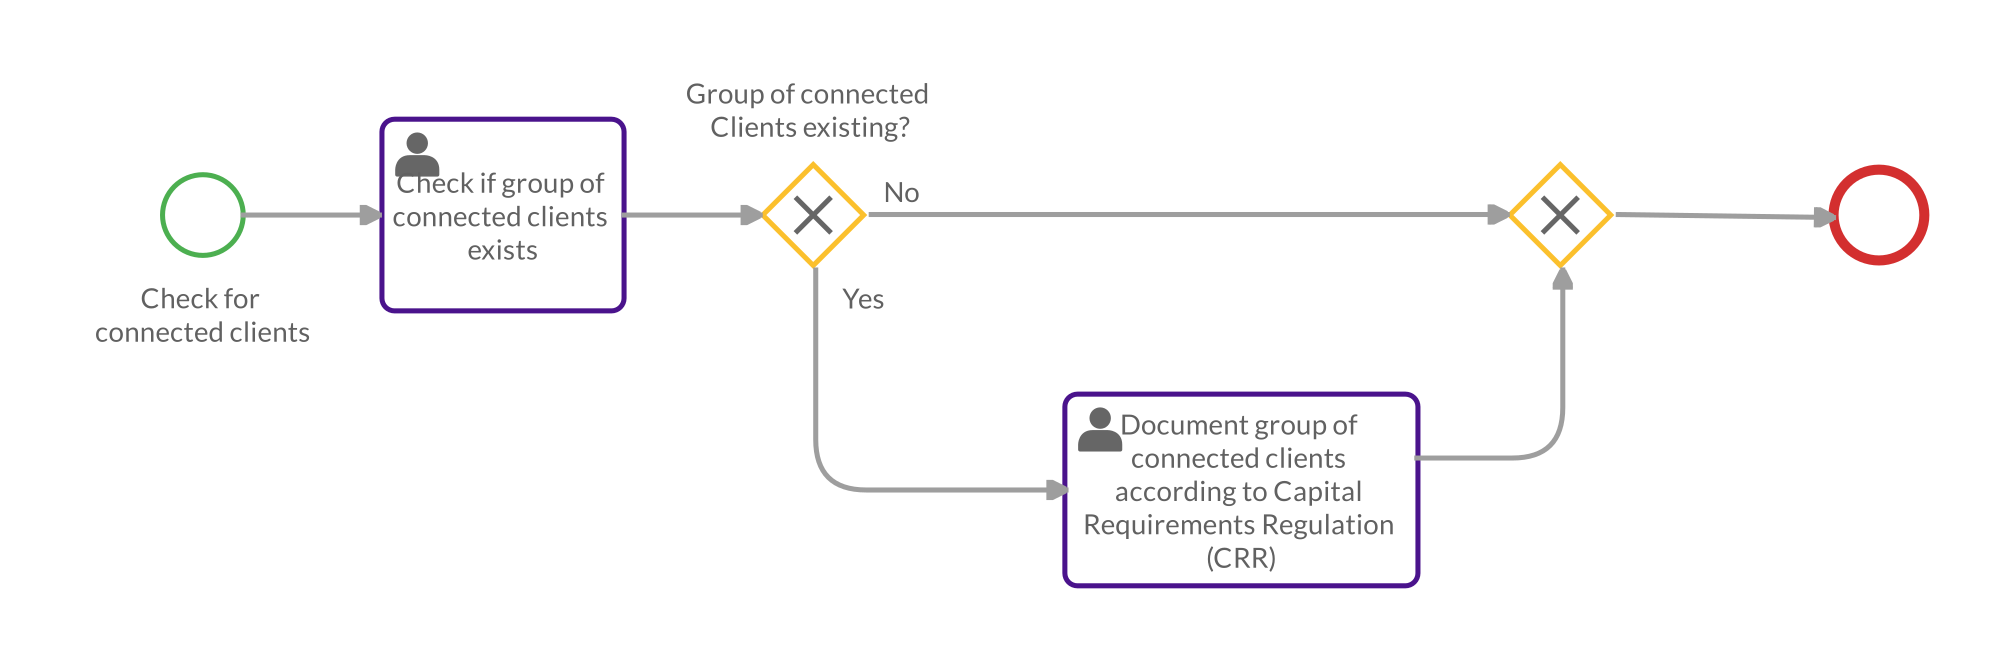 Check for
connected clients
Check if group of
connected clients
exists
Group of connected
Clients existing?
No
Yes
Document group of
connected clients
according to Capital
Requirements Regulation
(CRR)